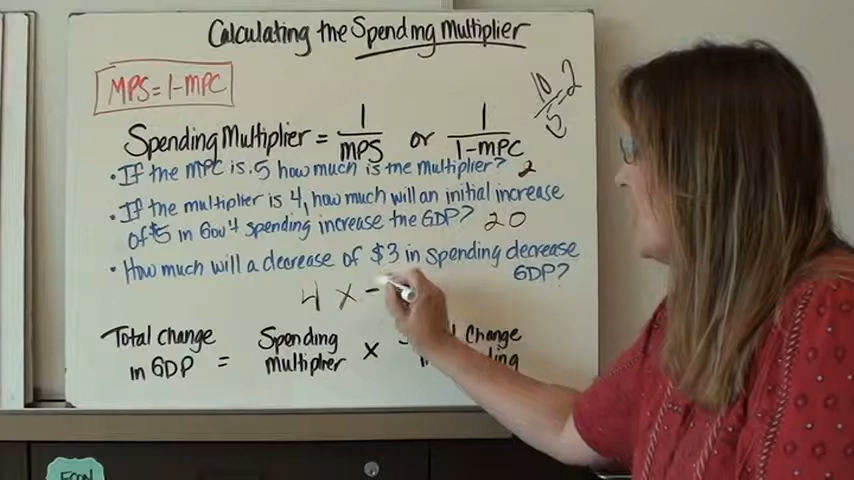 Calculating the Spending Multiplier
MPS = 1-MPC
10
5
=2
Spending Multiplier = 1/MPS or 1/1-MPC
• If the MPC is .5 how much is the multiplier? 2
• If the multiplier is 4, how much will an initial increase
of $5 in Gov't spending increase the GDP? 20
• How much will a decrease of $3 in spending decrease
GDP?
4 x -
Total change
in GDP = Spending
multiplier x Change
ECON